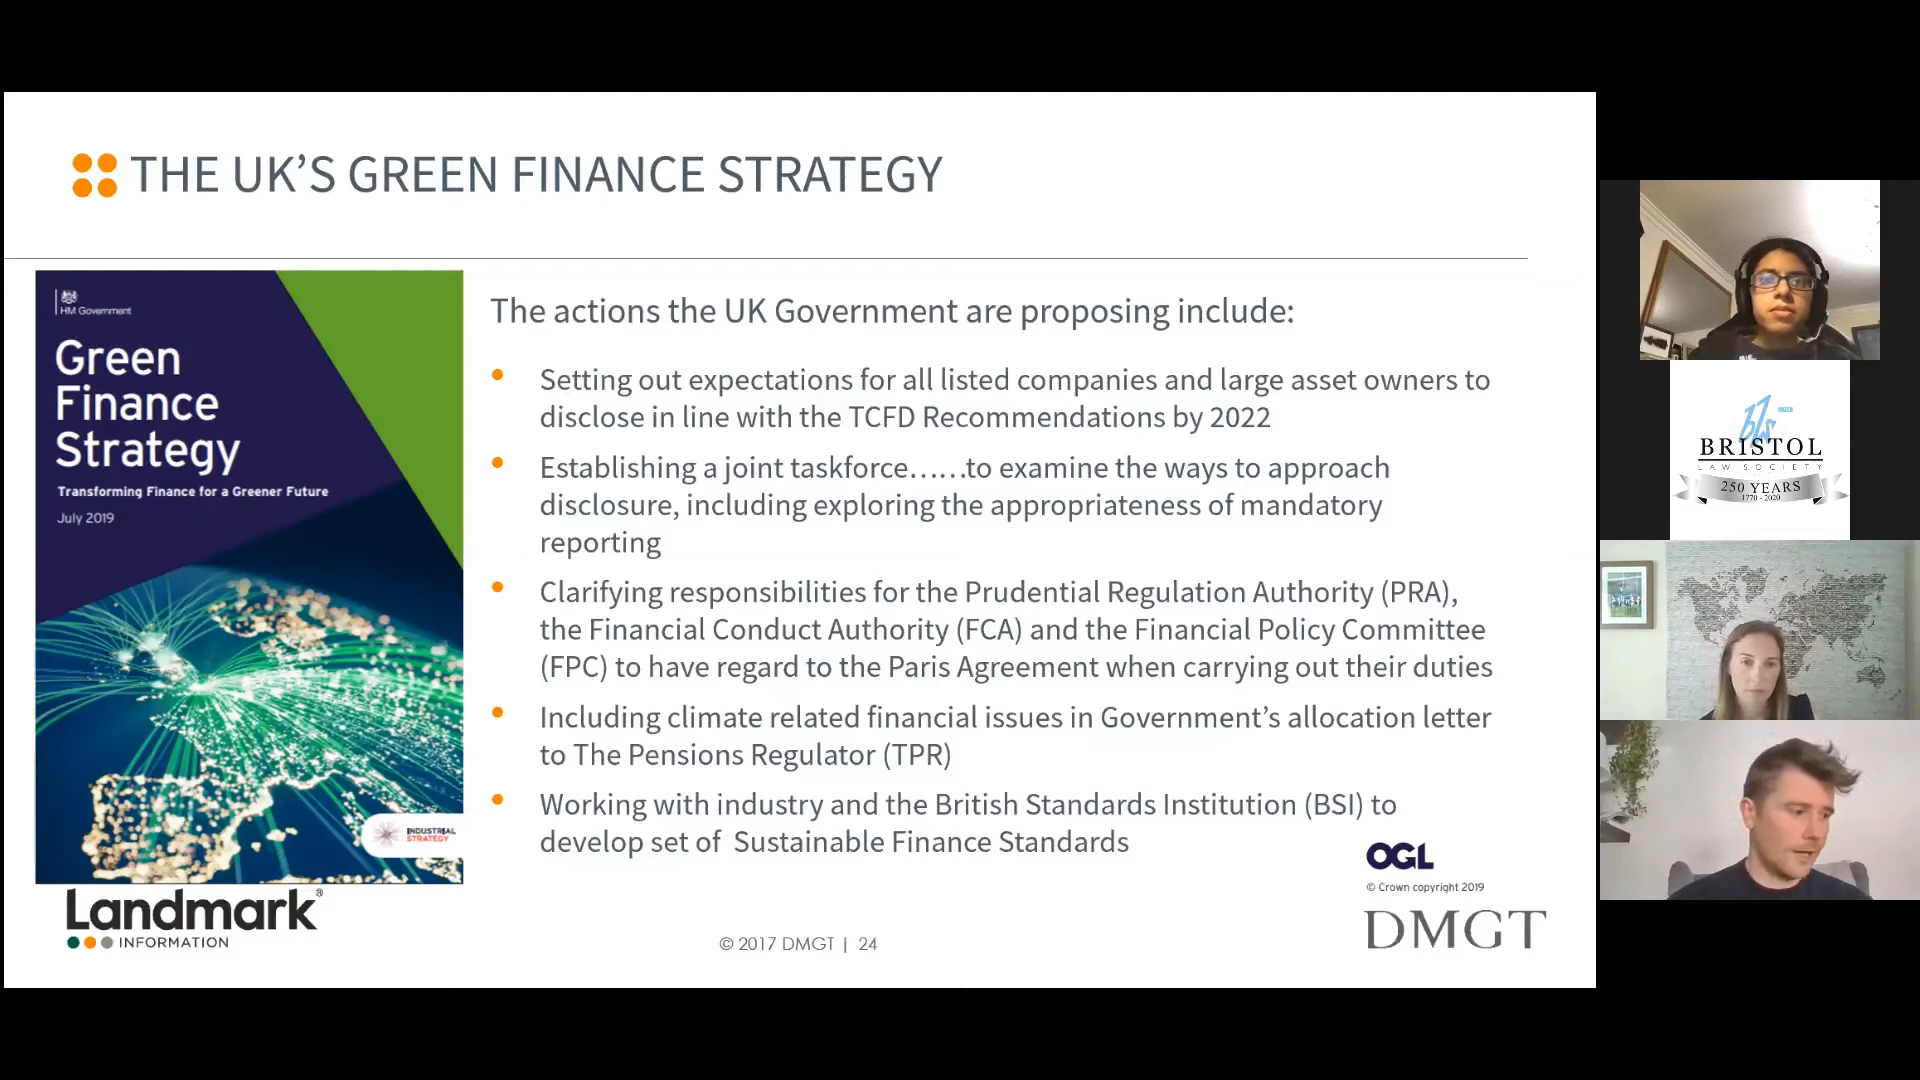 THE UK’S GREEN FINANCE STRATEGY
HM Government
Green
Finance
Strategy
Transforming Finance for a Greener Future
July 2019
INDUSTRIAL
STRATEGY
The actions the UK Government are proposing include:
• Setting out expectations for all listed companies and large asset owners to
disclose in line with the TCFD Recommendations by 2022
• Establishing a joint taskforce……to examine the ways to approach
disclosure, including exploring the appropriateness of mandatory
reporting
• Clarifying responsibilities for the Prudential Regulation Authority (PRA),
the Financial Conduct Authority (FCA) and the Financial Policy Committee
(FPC) to have regard to the Paris Agreement when carrying out their duties
• Including climate related financial issues in Government’s allocation letter
to The Pensions Regulator (TPR)
• Working with industry and the British Standards Institution (BSI) to
develop set of  Sustainable Finance Standards
OGL
© Crown copyright 2019
Landmark®
INFORMATION
© 2017 DMGT | 24
DMGT
bls
BRISTOL
LAW SOCIETY
250 YEARS
1770 - 2020